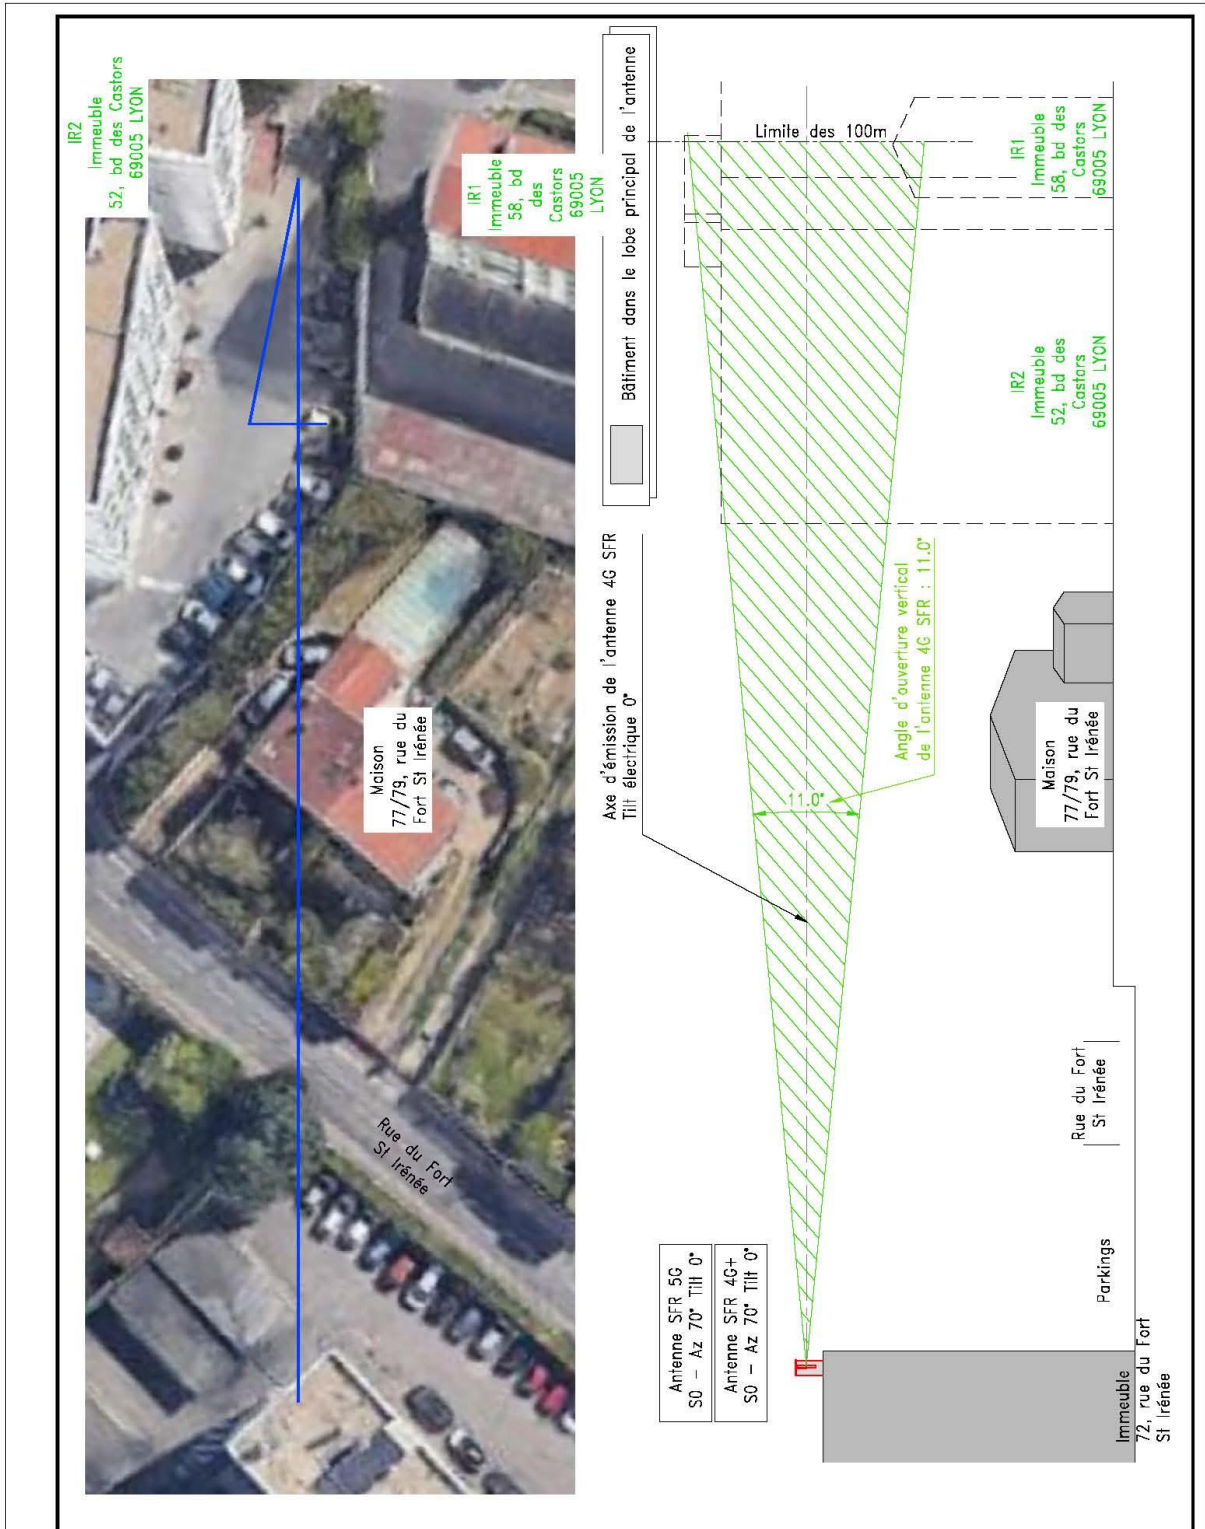 IR2
Immeuble
52, bd des Castors
69005 LYON
IR1
Immeuble
58, bd
des
Castors
69005
LYON
Maison
77/79, rue du
Fort St Irénée
Rue du Fort
St Irénée
Bâtiment dans le lobe principal de l'antenne
Axe d'émission de l'antenne 4G SFR
Tilt électrique 0°
Antenne SFR 5G
S0 - Az 70° Tilt 0°
Antenne SFR 4G+
S0 - Az 70° Tilt 0°
Limite des 100m
11.0°
Angle d'ouverture vertical
de l'antenne 4G SFR : 11.0°
IR1
Immeuble
58, bd des
Castors
69005 LYON
IR2
Immeuble
52, bd des
Castors
69005 LYON
Maison
77/79, rue du
Fort St Irénée
Rue du Fort
St Irénée
Parkings
Immeuble
72, rue du Fort
St Irénée